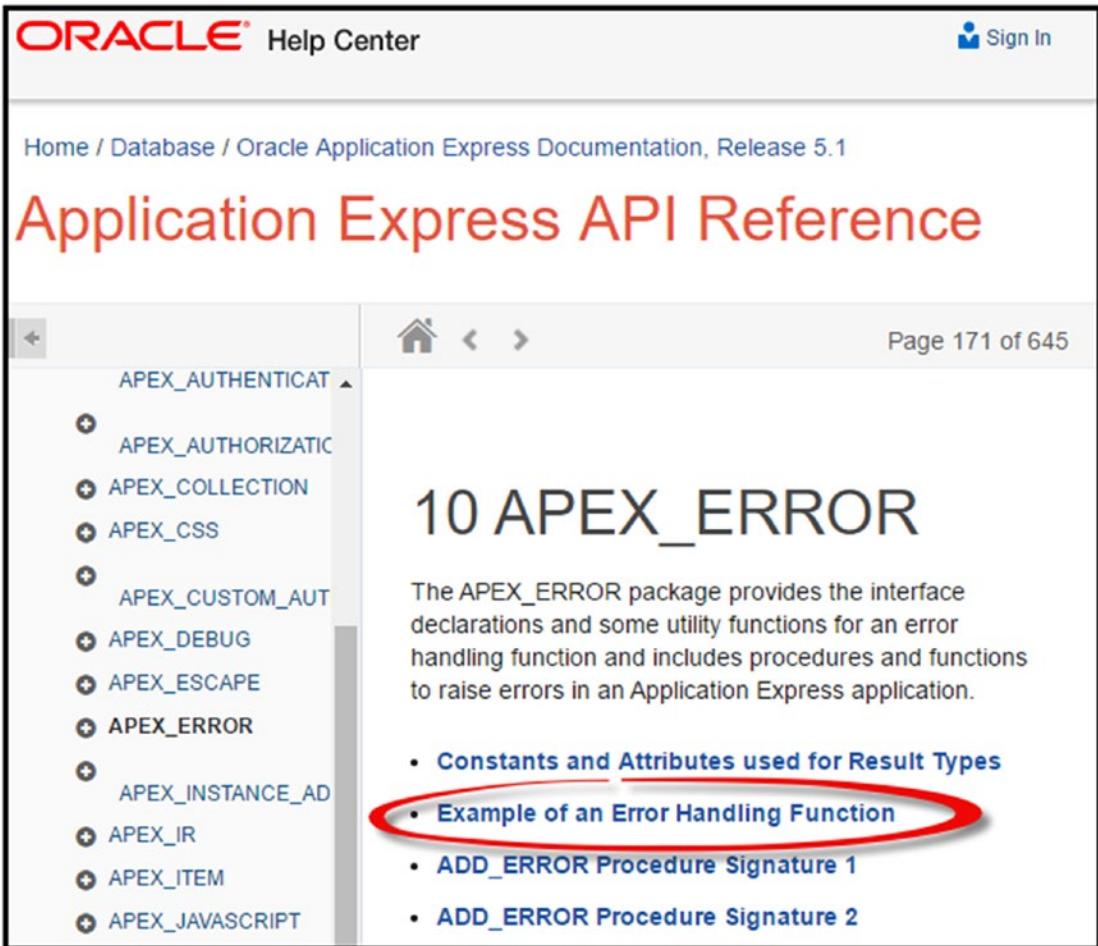 ORACLE® Help Center
Sign In
Home / Database / Oracle Application Express Documentation, Release 5.1
Application Express API Reference
Page 171 of 645
APEX_AUTHENTICAT
APEX_AUTHORIZATIC
APEX_COLLECTION
APEX_CSS
APEX_CUSTOM_AUT
APEX_DEBUG
APEX_ESCAPE
APEX_ERROR
APEX_INSTANCE_AD
APEX_IR
APEX_ITEM
APEX_JAVASCRIPT
10 APEX_ERROR
The APEX_ERROR package provides the interface
declarations and some utility functions for an error
handling function and includes procedures and functions
to raise errors in an Application Express application.
• Constants and Attributes used for Result Types
• Example of an Error Handling Function
• ADD_ERROR Procedure Signature 1
• ADD_ERROR Procedure Signature 2